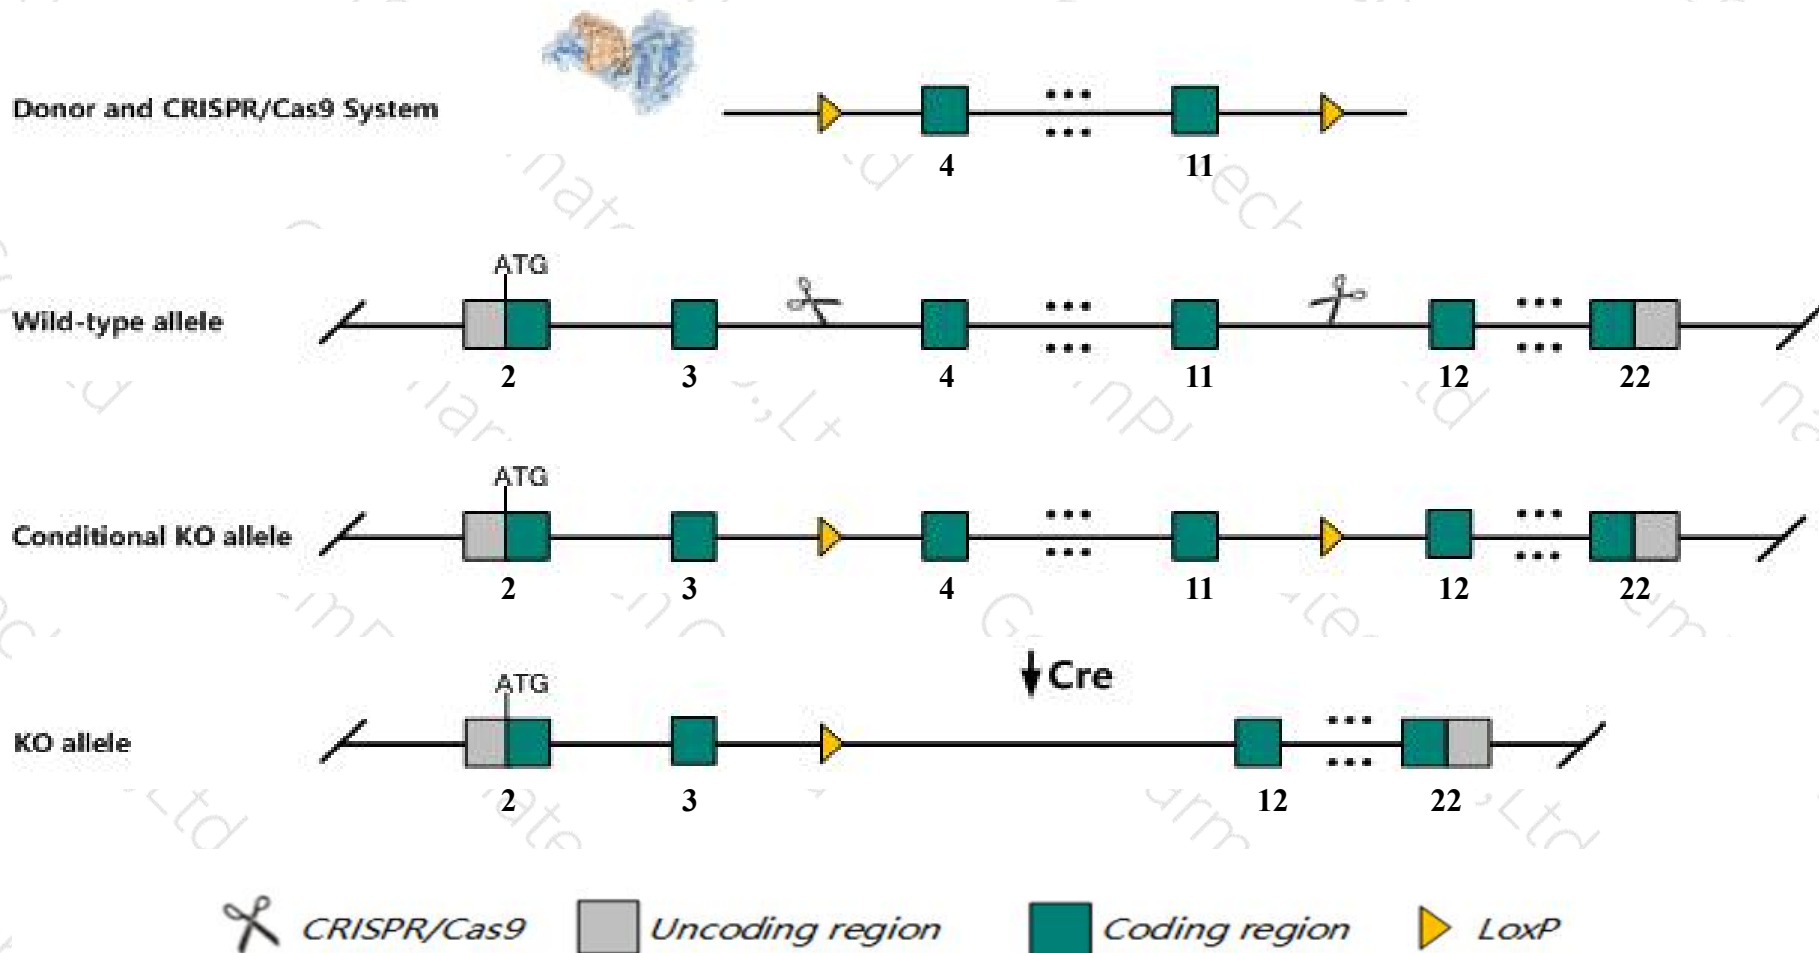 Donor and CRISPR/Cas9 System
4 11
ATG
Wild-type allele
2 3 4 11 12 22
ATG
Conditional KO allele
2 3 4 11 12 22
Cre
ATG
KO allele
2 3 12 22
CRISPR/Cas9 Uncoding region Coding region LoxP